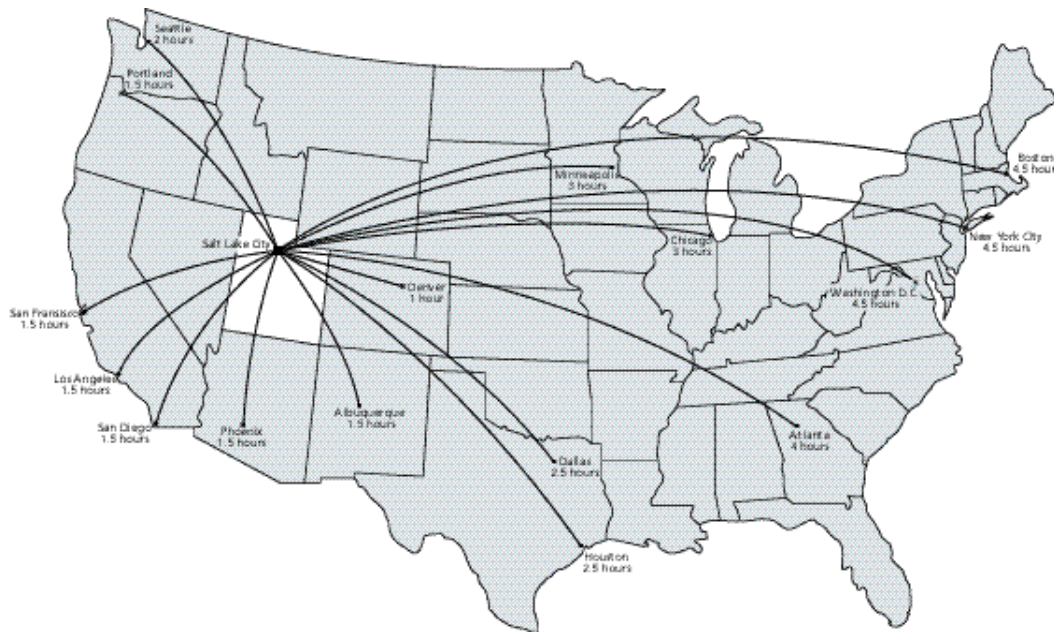 Seattle
2 hours
Portland
1.5 hours
Minneapolis
3 hours
Boston
4.5 hours
Salt Lake City
Chicago
3 hours
New York City
4.5 hours
Denver
1 hour
Washington D.C.
4.5 hours
San Fransisco
1.5 hours
Los Angeles
1.5 hours
San Diego
1.5 hours
Phoenix
1.5 hours
Albuquerque
1.5 hours
Atlanta
4 hours
Dallas
2.5 hours
Houston
2.5 hours